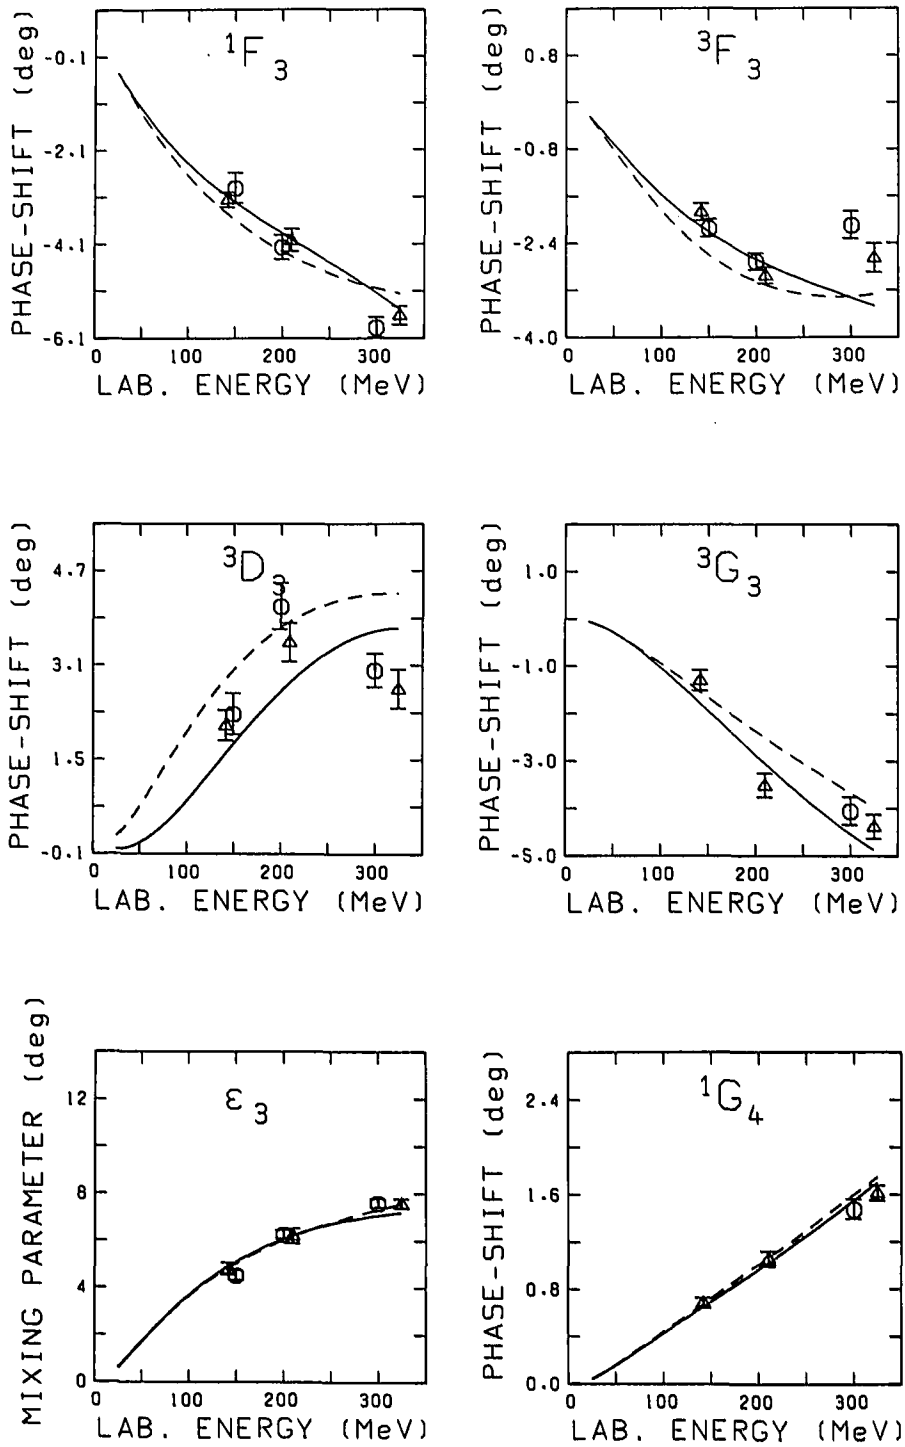 PHASE-SHIFT (deg)
-0.1
-2.1
-4.1
-6.1
1F3
0 100 200 300
LAB. ENERGY (MeV)
PHASE-SHIFT (deg)
0.8
-0.8
-2.4
-4.0
3F3
0 100 200 300
LAB. ENERGY (MeV)
PHASE-SHIFT (deg)
4.7
3.1
1.5
-0.1
3D3
0 100 200 300
LAB. ENERGY (MeV)
PHASE-SHIFT (deg)
1.0
-1.0
-3.0
-5.0
3G3
0 100 200 300
LAB. ENERGY (MeV)
MIXING PARAMETER (deg)
12
8
4
0
ε3
0 100 200 300
LAB. ENERGY (MeV)
PHASE-SHIFT (deg)
2.4
1.6
0.8
0.0
1G4
0 100 200 300
LAB. ENERGY (MeV)